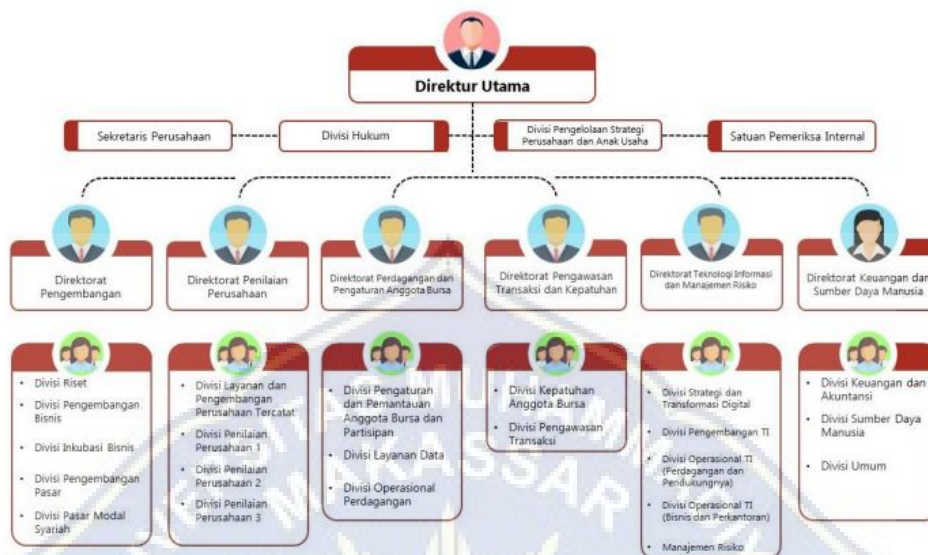 Direktur Utama
Sekretaris Perusahaan
Divisi Hukum
Divisi Pengelolaan Strategi
Perusahaan dan Anak Usaha
Satuan Pemeriksa Internal
Direktorat
Pengembangan
Direktorat Penilaian
Perusahaan
Direktorat Perdagangan dan
Pengaturan Anggota Bursa
Direktorat Pengawasan
Transaksi dan Kepatuhan
Direktorat Teknologi Informasi
dan Manajemen Risiko
Direktorat Keuangan dan
Sumber Daya Manusia
• Divisi Riset
• Divisi Pengembangan
Bisnis
• Divisi Inkubasi Bisnis
• Divisi Pengembangan
Pasar
• Divisi Pasar Modal
Syariah
• Divisi Layanan dan
Pengembangan
Perusahaan Tercatat
• Divisi Penilaian
Perusahaan 1
• Divisi Penilaian
Perusahaan 2
• Divisi Penilaian
Perusahaan 3
• Divisi Pengaturan
dan Pemantauan
Anggota Bursa dan
Partisipan
• Divisi Layanan Data
• Divisi Operasional
Perdagangan
• Divisi Kepatuhan
Anggota Bursa
• Divisi Pengawasan
Transaksi
• Divisi Strategi dan
Transformasi Digital
• Divisi Pengembangan TI
• Divisi Operasional TI
(Perdagangan dan
Pendukungnya)
• Divisi Operasional TI
(Bisnis dan Perkantoran)
• Manajemen Risiko
• Divisi Keuangan dan
Akuntansi
• Divisi Sumber Daya
Manusia
• Divisi Umum
MAKASSAR